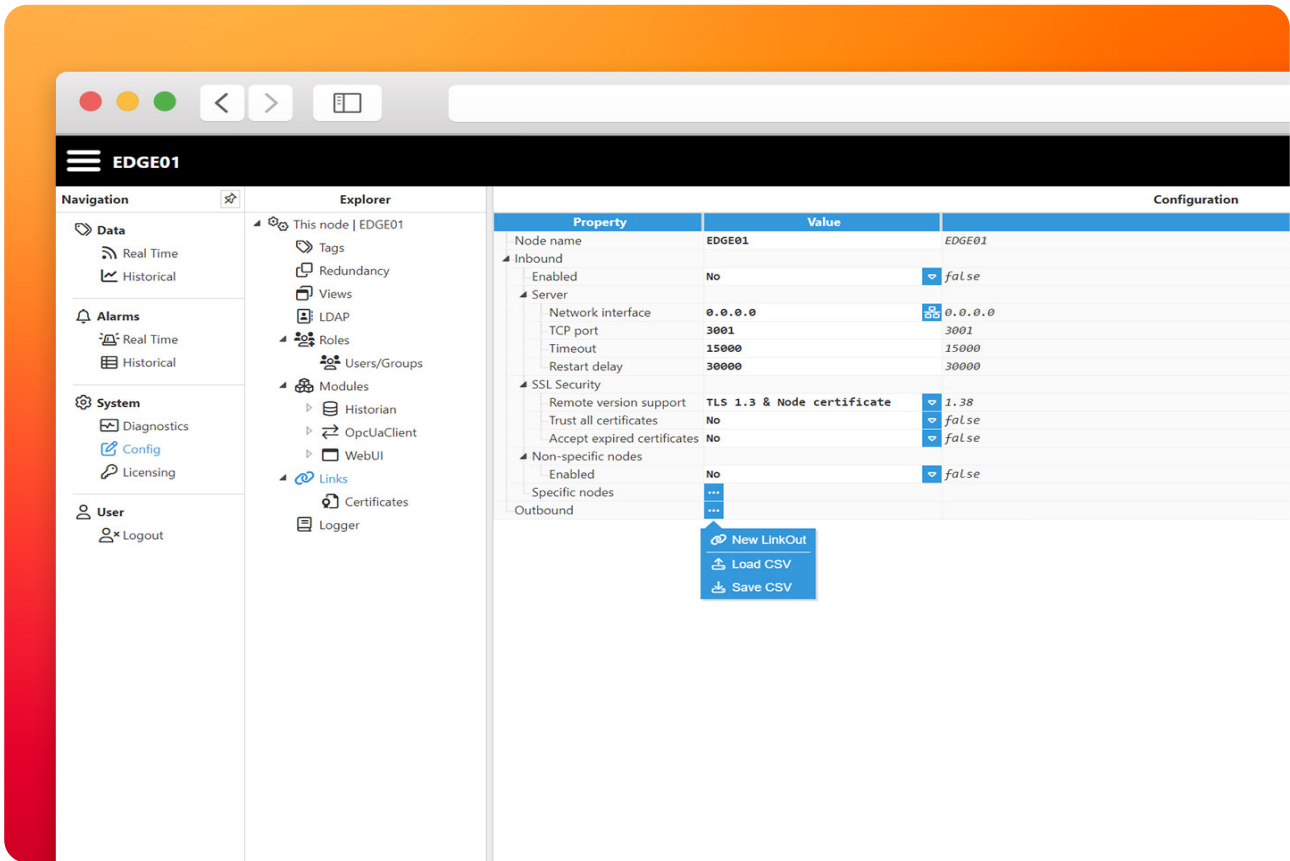 EDGE01
Navigation
Data
Real Time
Historical
Alarms
Real Time
Historical
System
Diagnostics
Config
Licensing
User
Logout
Explorer
This node | EDGE01
Tags
Redundancy
Views
LDAP
Roles
Users/Groups
Modules
Historian
OpcUaClient
WebUI
Links
Certificates
Logger
Configuration
Property Value
Node name EDGE01 EDGE01
Inbound
Enabled No false
Server
Network interface 0.0.0.0 0.0.0.0
TCP port 3001 3001
Timeout 15000 15000
Restart delay 30000 30000
SSL Security
Remote version support TLS 1.3 & Node certificate 1.38
Trust all certificates No false
Accept expired certificates No false
Non-specific nodes
Enabled No false
Specific nodes
Outbound
New LinkOut
Load CSV
Save CSV